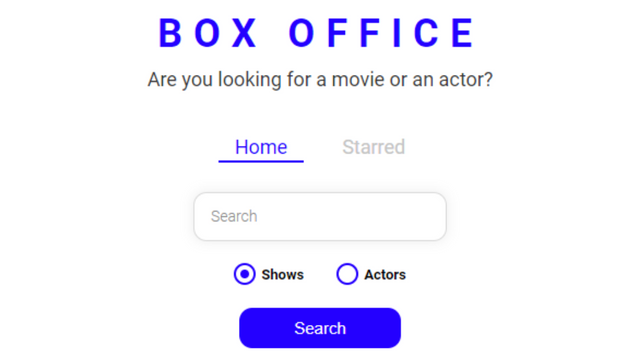 BOX OFFICE
Are you looking for a movie or an actor?
Home Starred
Search
Shows Actors
Search